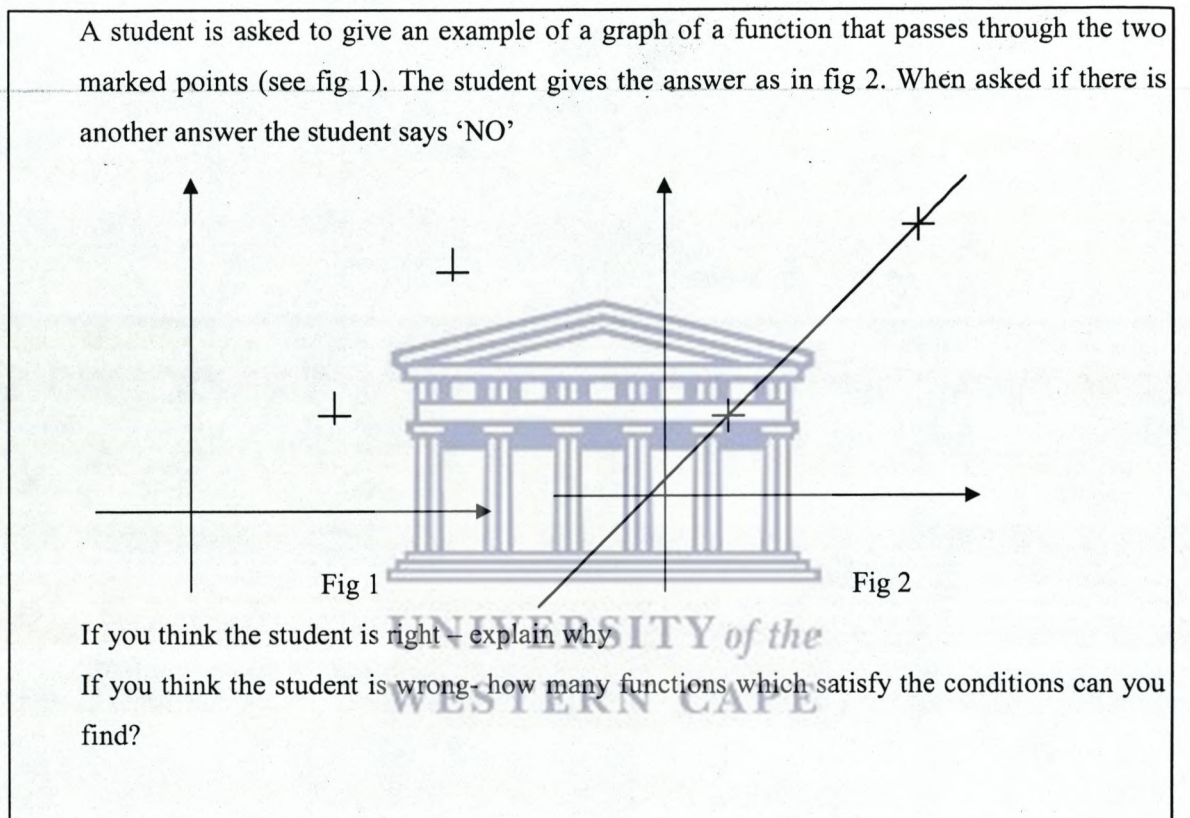 A student is asked to give an example of a graph of a function that passes through the two
marked points (see fig 1). The student gives the answer as in fig 2. When asked if there is
another answer the student says ‘NO’
Fig 1
Fig 2
If you think the student is right – explain why
If you think the student is wrong- how many functions which satisfy the conditions can you
find?
UNIVERSITY of the
WESTERN CAPE